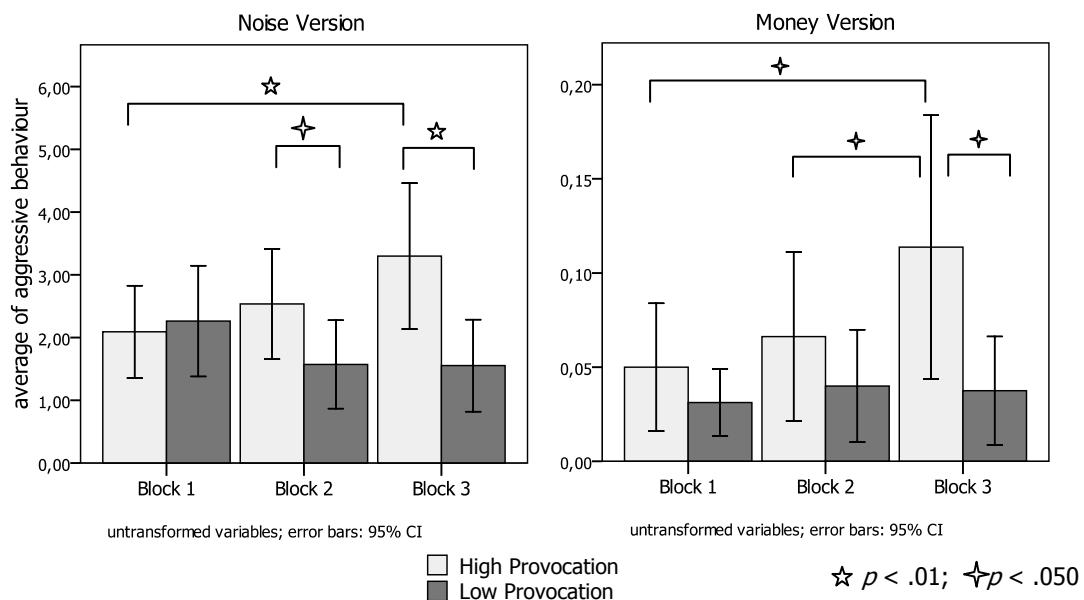 Noise Version
Money Version
average of aggressive behaviour
6,00
5,00
4,00
3,00
2,00
1,00
0,00
0,20
0,15
0,10
0,05
0,00
Block 1
Block 2
Block 3
Block 1
Block 2
Block 3
untransformed variables; error bars: 95% CI
untransformed variables; error bars: 95% CI
High Provocation
Low Provocation
☆ p < .01; ✧p < .050